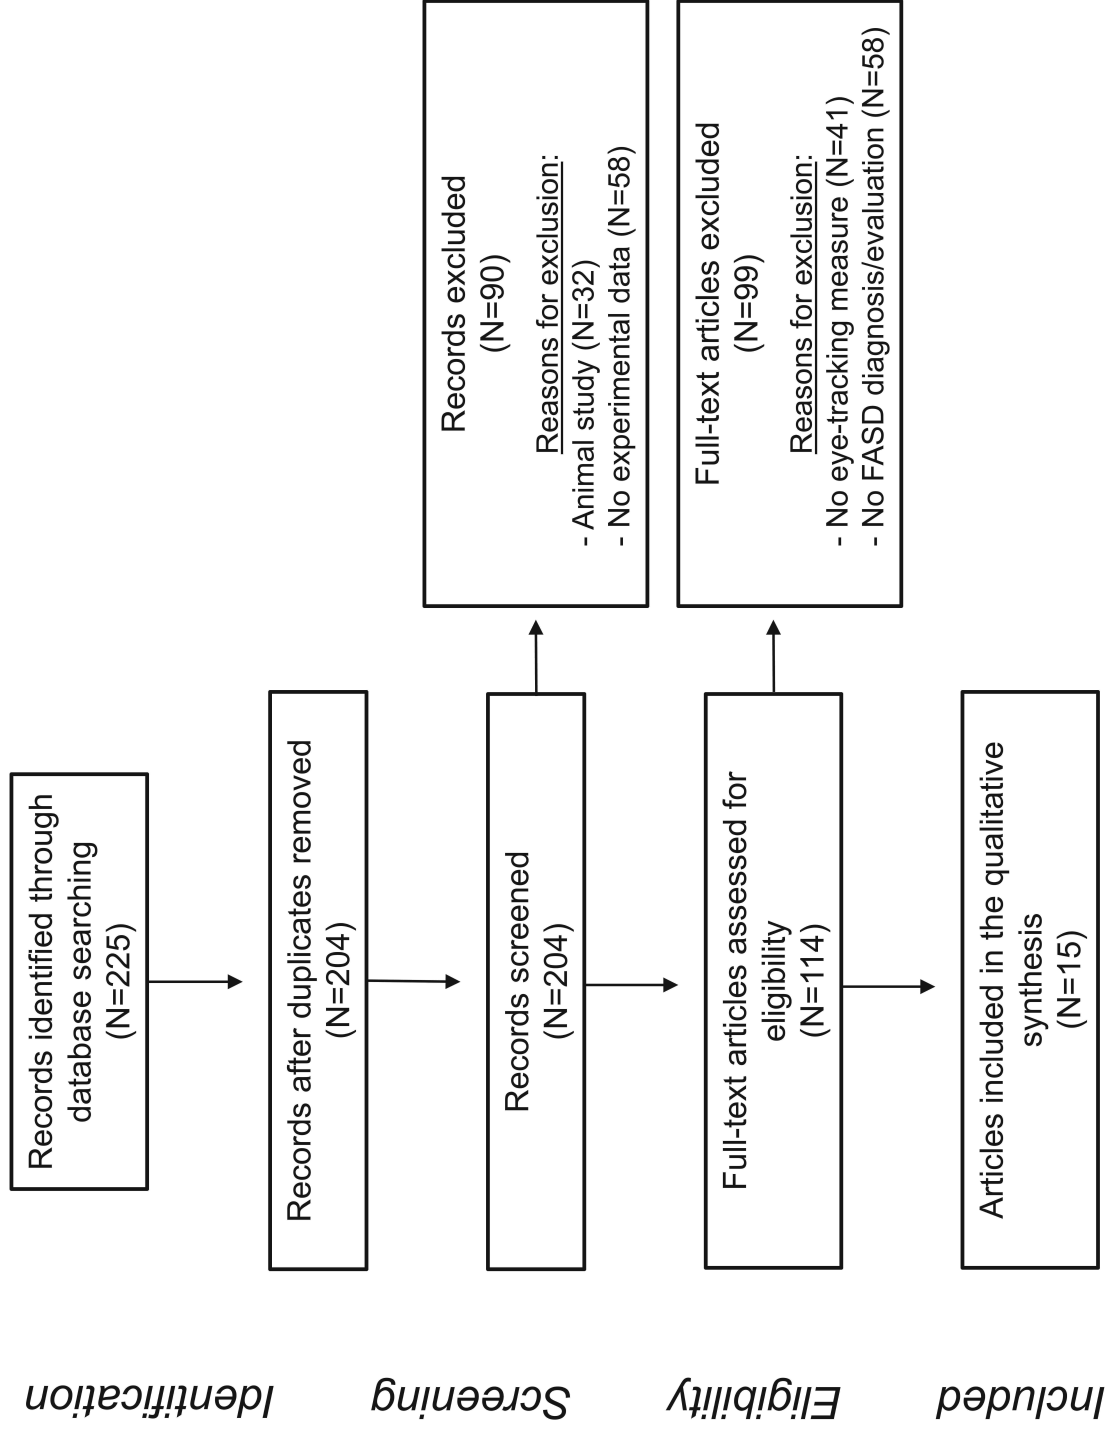 Identification
Records identified through
database searching
(N=225)
Records after duplicates removed
(N=204)
Screening
Records screened
(N=204)
Records excluded
(N=90)
Reasons for exclusion:
- Animal study (N=32)
- No experimental data (N=58)
Eligibility
Full-text articles assessed for
eligibility
(N=114)
Full-text articles excluded
(N=99)
Reasons for exclusion:
- No eye-tracking measure (N=41)
- No FASD diagnosis/evaluation (N=58)
Included
Articles included in the qualitative
synthesis
(N=15)